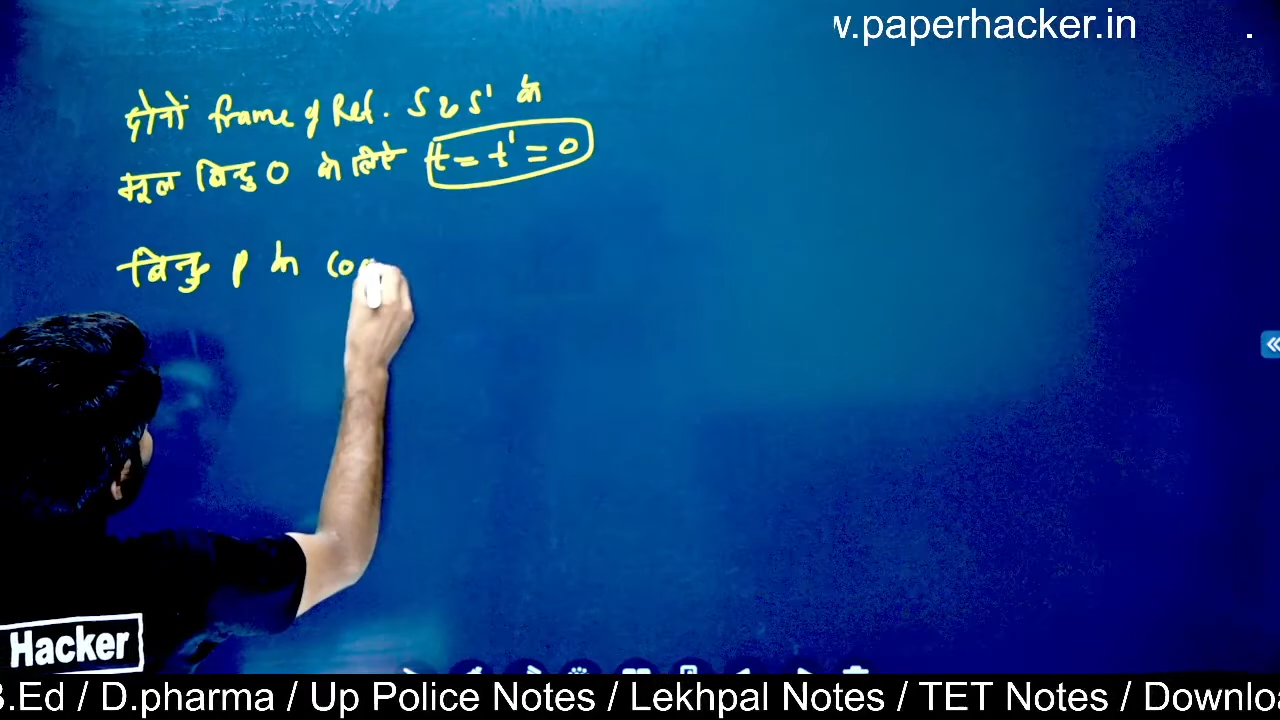 w.paperhacker.in .
दोनो frame of Ref. S व S' के
मूल बिन्दु O के लिए t = t' = 0
बिन्दु P के
Hacker
B.Ed / D.pharma / Up Police Notes / Lekhpal Notes / TET Notes / Downlo